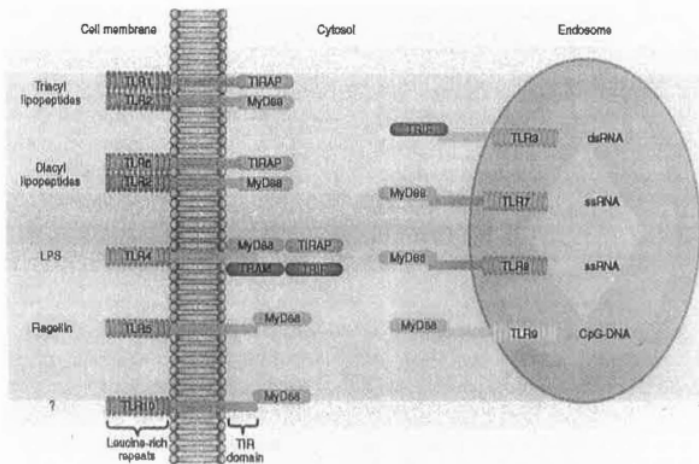 Cell membrane
Cytosol
Endosome
Triacyl
lipopeptides
TLR1
TIRAP
TLR2
MyD88
Diacyl
lipopeptides
TLR6
TIRAP
TLR2
MyD88
LPS
TLR4
MyD88
TIRAP
TRAM
TRIF
Flagellin
TLR5
MyD88
?
TLR10
MyD88
Leucine-rich
repeats
TIR
domain
TRIF
TLR3
dsRNA
MyD88
TLR7
ssRNA
MyD88
TLR8
ssRNA
MyD88
TLR9
CpG-DNA